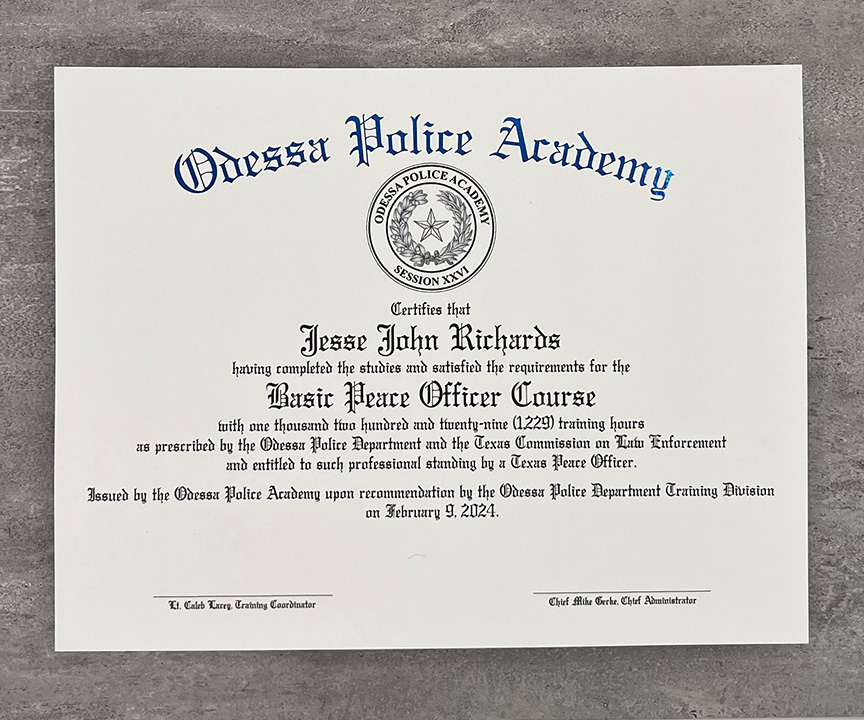 Odessa Police Academy
ODESSA POLICE ACADEMY
SESSION XXVI
Certifies that
Jesse John Richards
having completed the studies and satisfied the requirements for the
Basic Peace Officer Course
with one thousand two hundred and twenty-nine (1229) training hours
as prescribed by the Odessa Police Department and the Texas Commission on Law Enforcement
and entitled to such professional standing by a Texas Peace Officer.
Issued by the Odessa Police Academy upon recommendation by the Odessa Police Department Training Division
on February 9, 2024.
Lt. Caleb Lacey, Training Coordinator
Chief Mike Gerke, Chief Administrator